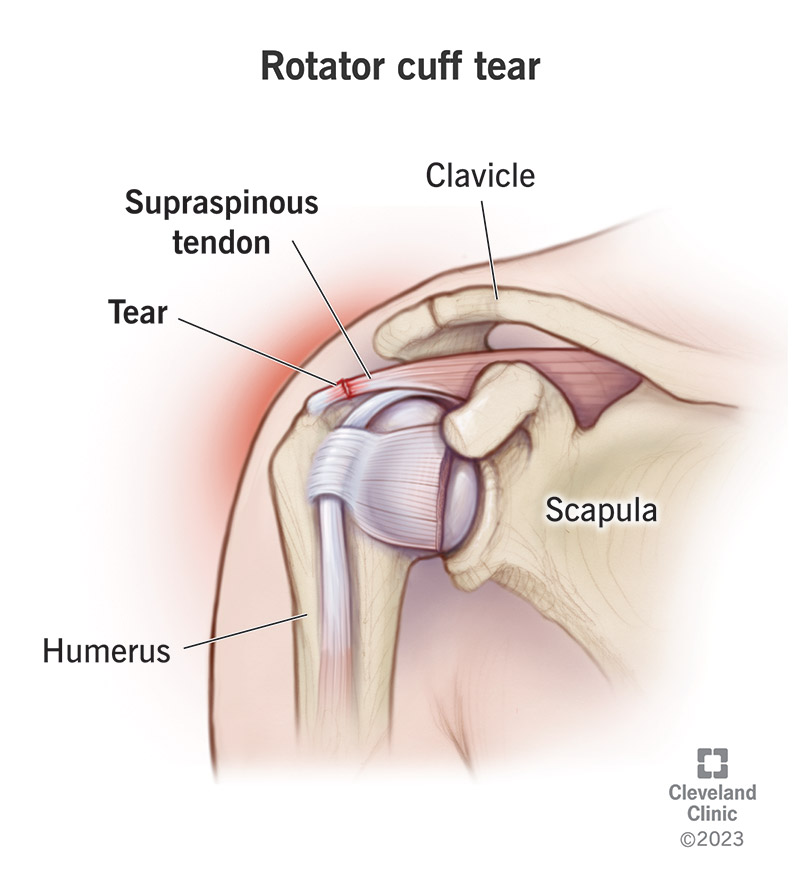 Rotator cuff tear
Clavicle
Supraspinous
tendon
Tear
Scapula
Humerus
Cleveland
Clinic
©2023